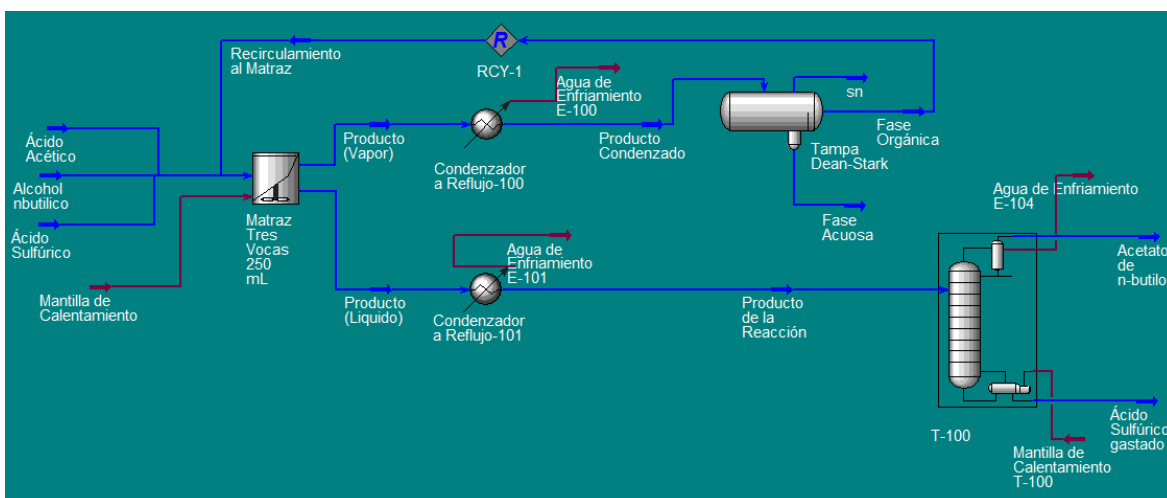 R
RCY-1
Recirculamiento
al Matraz
Agua de
Enfriamiento
E-100
Producto
(Vapor)
Condenzador
a Reflujo-100
Producto
Condenzado
sn
Fase
Orgánica
Tampa
Dean-Stark
Fase
Acuosa
Ácido
Acético
Alcohol
nbutilico
Ácido
Sulfúrico
Mantilla de
Calentamiento
Matraz
Tres
Vocas
250
mL
Agua de
Enfriamiento
E-101
Producto
(Liquido)
Condenzador
a Reflujo-101
Producto
de la
Reacción
Agua de Enfriamiento
E-104
Acetato
de
n-butilo
T-100
Ácido
Sulfúrico
gastado
Mantilla de
Calentamiento
T-100